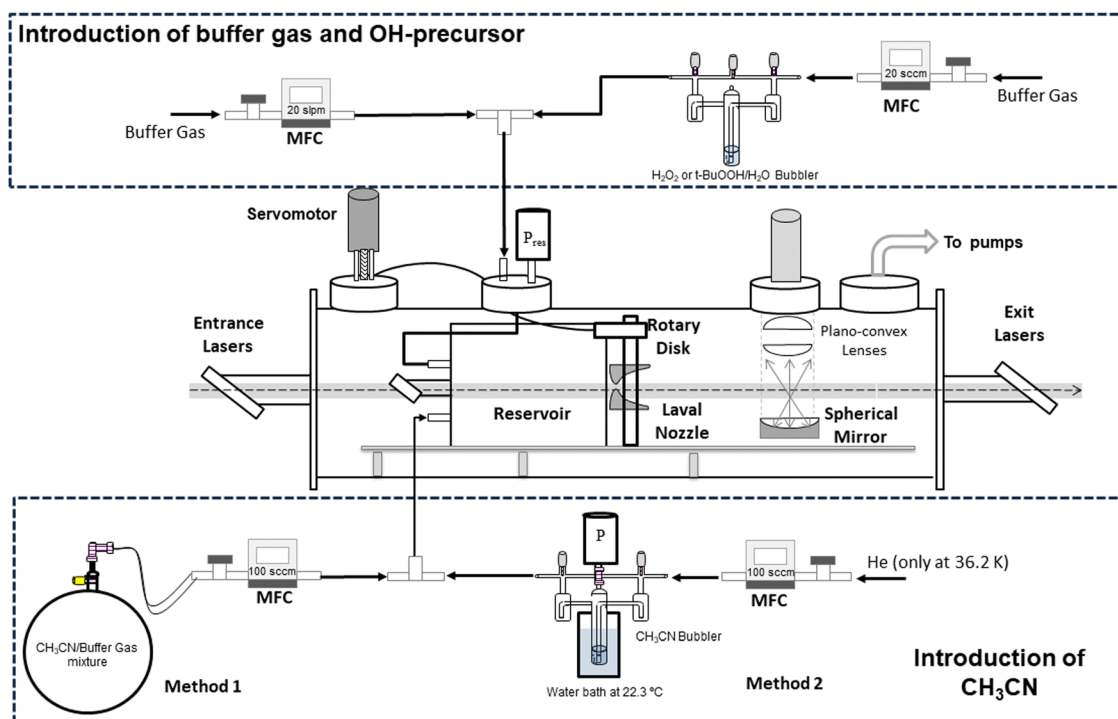 Introduction of buffer gas and OH-precursor
20 slpm
MFC
Buffer Gas
20 sccm
MFC
Buffer Gas
H₂O₂ or t-BuOOH/H₂O Bubbler
Servomotor
Pres
To pumps
Entrance
Lasers
Rotary
Disk
Plano-convex
Lenses
Exit
Lasers
Reservoir
Laval
Nozzle
Spherical
Mirror
CH₃CN/Buffer Gas
mixture
100 sccm
MFC
Method 1
P
CH₃CN Bubbler
Water bath at 22.3 ºC
100 sccm
MFC
He (only at 36.2 K)
Method 2
Introduction of
CH₃CN